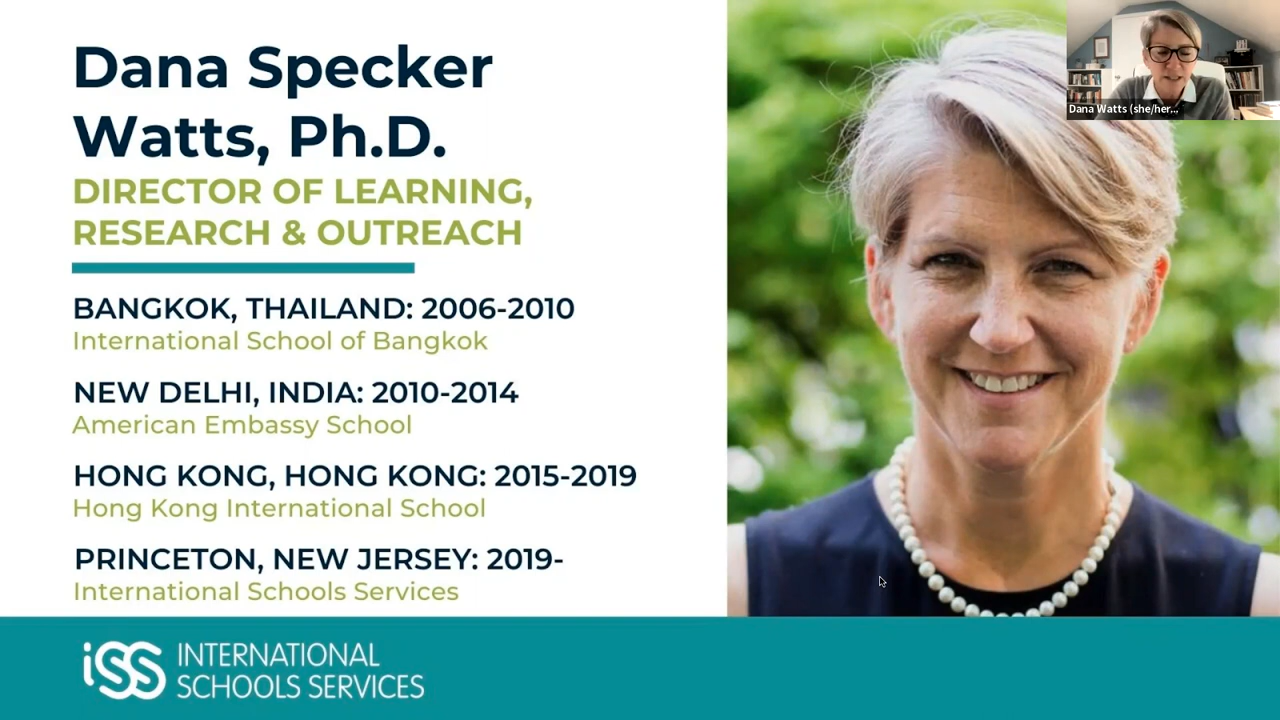 Dana Specker
Watts, Ph.D.
DIRECTOR OF LEARNING,
RESEARCH & OUTREACH
BANGKOK, THAILAND: 2006-2010
International School of Bangkok
NEW DELHI, INDIA: 2010-2014
American Embassy School
HONG KONG, HONG KONG: 2015-2019
Hong Kong International School
PRINCETON, NEW JERSEY: 2019-
International Schools Services
iss INTERNATIONAL
SCHOOLS SERVICES
Dana Watts (she/her...